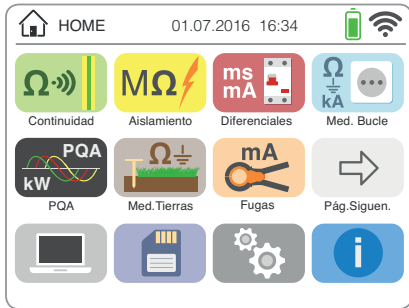 HOME 01.07.2016 16:34
Ω MΩ ms mA Ω kA
Continuidad Aislamiento Diferenciales Med. Bucle
PQA kW Ω mA
PQA Med.Tierras Fugas Pág.Siguen.
i